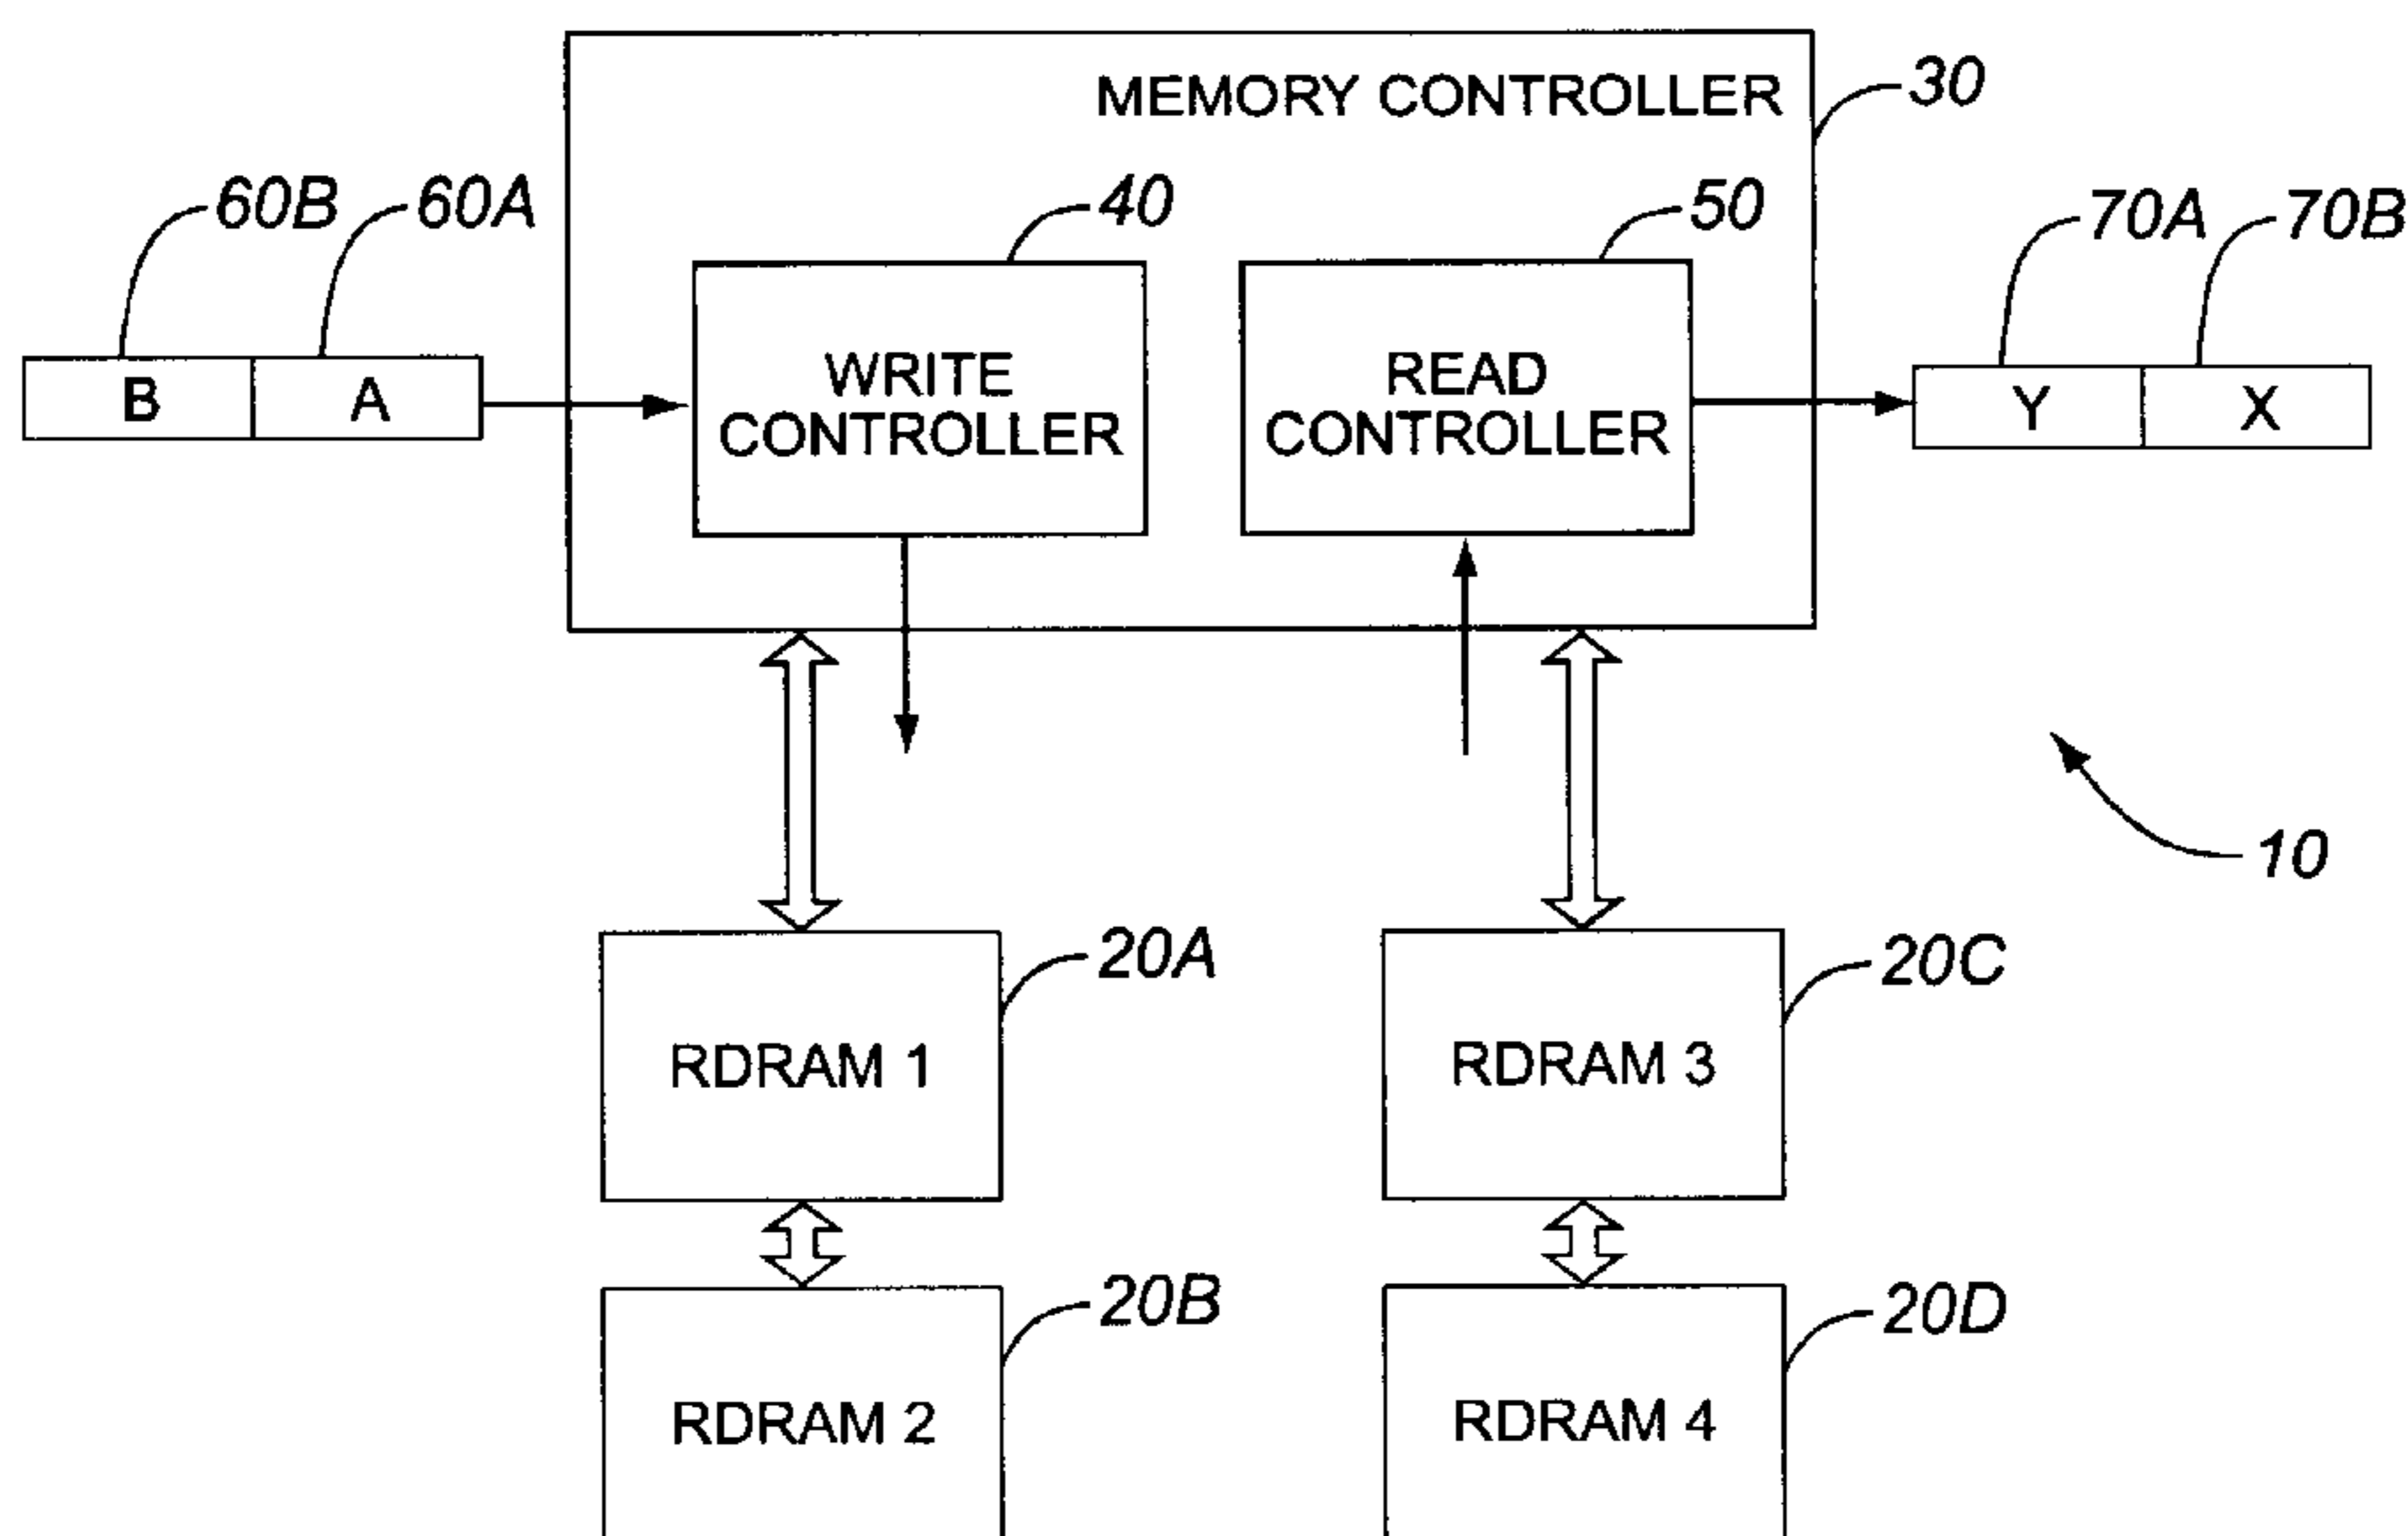 MEMORY CONTROLLER
30
60B
60A
40
50
70A
70B
B
A
WRITE
CONTROLLER
READ
CONTROLLER
Y
X
10
20A
20C
RDRAM 1
RDRAM 3
20B
20D
RDRAM 2
RDRAM 4